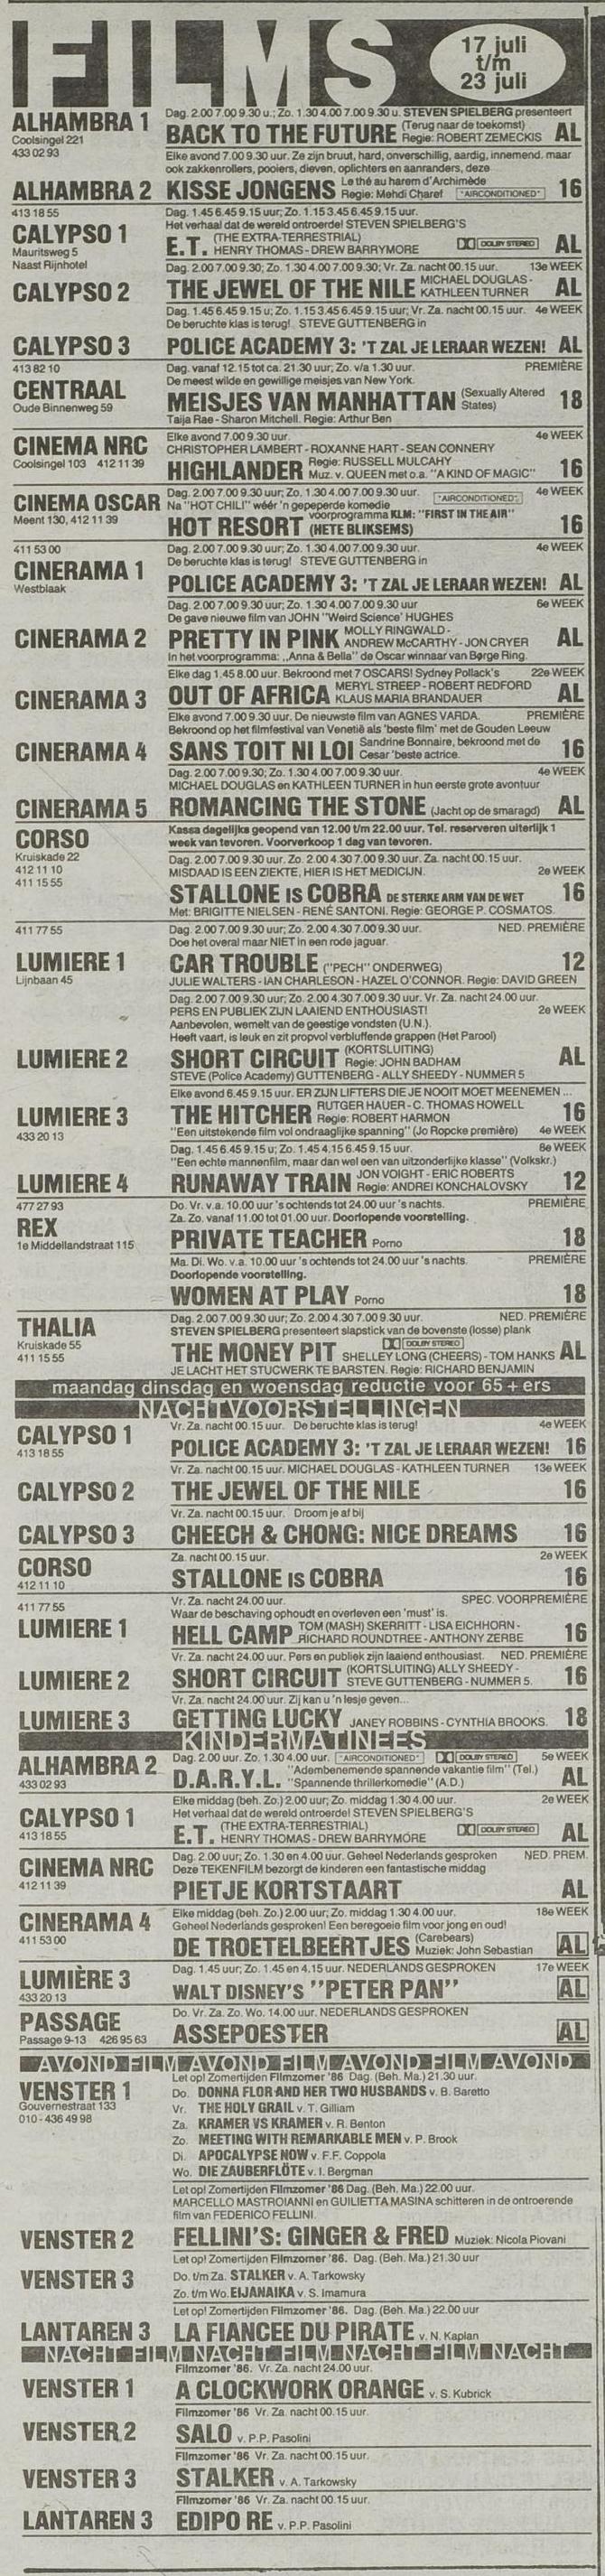 FILMS
17 juli
t/m
23 juli
ALHAMBRA 1
Coolsingel 221
433 02 93
Dag. 2.00 7.00 9.30 u.; Zo. 1.30 4.00 7.00 9.30 u. STEVEN SPIELBERG presenteert
BACK TO THE FUTURE (Terug naar de toekomst) Regie: ROBERT ZEMECKIS AL
Elke avond 7.00 9.30 uur. Ze zijn bruut, hard, onverschillig, aardig, innemend, maar
ook zakkenrollers, pooiers, dieven, oplichters en aanranders, deze
ALHAMBRA 2 KISSE JONGENS Le thé au harem d'Archimède Regie: Mehdi Charef "AIRCONDITIONED" 16
413 18 55
CALYPSO 1
Mauritsweg 5
Naast Rijnhotel
Dag. 1.45 6.45 9.15 uur; Zo. 1.15 3.45 6.45 9.15 uur.
Het verhaal dat de wereld ontroerde! STEVEN SPIELBERG'S
E.T. (THE EXTRA-TERRESTRIAL) HENRY THOMAS - DREW BARRYMORE DOLBY STEREO AL
Dag. 2.00 7.00 9.30; Zo. 1.30 4.00 7.00 9.30; Vr. Za. nacht 00.15 uur. 13e WEEK
CALYPSO 2 THE JEWEL OF THE NILE MICHAEL DOUGLAS - KATHLEEN TURNER AL
Dag. 1.45 6.45 9.15 u; Zo. 1.15 3.45 6.45 9.15 uur; Vr. Za. nacht 00.15 uur. 4e WEEK
De beruchte klas is terug! STEVE GUTTENBERG in
CALYPSO 3 POLICE ACADEMY 3: 'T ZAL JE LERAAR WEZEN! AL
413 82 10
CENTRAAL
Oude Binnenweg 59
Dag. vanaf 12.15 tot ca. 21.30 uur; Zo. v/a 1.30 uur. PREMIÈRE
De meest wilde en gewillige meisjes van New York.
MEISJES VAN MANHATTAN (Sexually Altered States) 18
Taija Rae - Sharon Mitchell. Regie: Arthur Ben
CINEMA NRC
Coolsingel 103 412 11 39
Elke avond 7.00 9.30 uur. 4e WEEK
CHRISTOPHER LAMBERT - ROXANNE HART - SEAN CONNERY
HIGHLANDER Regie: RUSSELL MULCAHY Muz. v. QUEEN met o.a. "A KIND OF MAGIC" 16
CINEMA OSCAR
Meent 130, 412 11 39
Dag. 2.00 7.00 9.30 uur; Zo. 1.30 4.00 7.00 9.30 uur. "AIRCONDITIONED" 4e WEEK
Na "HOT CHILI" wéér 'n gepeperde komedie
HOT RESORT voorprogramma KLM: "FIRST IN THE AIR" (HETE BLIKSEMS) 16
411 53 00
CINERAMA 1
Westblaak
Dag. 2.00 7.00 9.30 uur; Zo. 1.30 4.00 7.00 9.30 uur. 4e WEEK
De beruchte klas is terug! STEVE GUTTENBERG in
POLICE ACADEMY 3: 'T ZAL JE LERAAR WEZEN! AL
Dag. 2.00 7.00 9.30 uur; Zo. 1.30 4.00 7.00 9.30 uur 6e WEEK
De gave nieuwe film van JOHN "Weird Science' HUGHES
CINERAMA 2 PRETTY IN PINK MOLLY RINGWALD - ANDREW McCARTHY - JON CRYER AL
In het voorprogramma: ,,Anna & Bella" de Oscar winnaar van Børge Ring.
Elke dag 1.45 8.00 uur. Bekroond met 7 OSCARS! Sydney Pollack's 22e WEEK
CINERAMA 3 OUT OF AFRICA MERYL STREEP - ROBERT REDFORD KLAUS MARIA BRANDAUER AL
Elke avond 7.00 9.30 uur. De nieuwste film van AGNES VARDA. PREMIÈRE
Bekroond op het filmfestival van Venetië als 'beste film' met de Gouden Leeuw
CINERAMA 4 SANS TOIT NI LOI Sandrine Bonnaire, bekroond met de Cesar 'beste actrice. 16
Dag. 2.00 7.00 9.30; Zo. 1.30 4.00 7.00 9.30 uur. 4e WEEK
MICHAEL DOUGLAS en KATHLEEN TURNER in hun eerste grote avontuur
CINERAMA 5 ROMANCING THE STONE (Jacht op de smaragd) AL
CORSO
Kruiskade 22
412 11 10
411 15 55
Kassa dagelijks geopend van 12.00 t/m 22.00 uur. Tel. reserveren uiterlijk 1
week van tevoren. Voorverkoop 1 dag van tevoren.
Dag. 2.00 7.00 9.30 uur. Zo. 2.00 4.30 7.00 9.30 uur. Za. nacht 00.15 uur.
MISDAAD IS EEN ZIEKTE, HIER IS HET MEDICIJN. 2e WEEK
STALLONE IS COBRA DE STERKE ARM VAN DE WET 16
Met: BRIGITTE NIELSEN - RENÉ SANTONI. Regie: GEORGE P. COSMATOS
411 77 55
LUMIERE 1
Lijnbaan 45
Dag. 2.00 7.00 9.30 uur; Zo. 2.00 4.30 7.00 9.30 uur. NED. PREMIÈRE
Doe het overal maar NIET in een rode jaguar.
CAR TROUBLE ("PECH" ONDERWEG) 12
JULIE WALTERS - IAN CHARLESON - HAZEL O'CONNOR. Regie: DAVID GREEN
Dag. 2.00 7.00 9.30 uur; Zo. 2.00 4.30 7.00 9.30 uur. Vr. Za. nacht 24.00 uur.
PERS EN PUBLIEK ZIJN LAAIEND ENTHOUSIAST! 2e WEEK
Aanbevolen, wemelt van de geestige vondsten (U.N.).
Heeft vaart, is leuk en zit propvol verbluffende grappen (Het Parool)
LUMIERE 2 SHORT CIRCUIT (KORTSLUITING) Regie: JOHN BADHAM AL
STEVE (Police Academy) GUTTENBERG - ALLY SHEEDY - NUMMER 5
Elke avond 6.45 9.15 uur. ER ZIJN LIFTERS DIE JE NOOIT MOET MEENEMEN ...
LUMIERE 3 THE HITCHER RUTGER HAUER - C. THOMAS HOWELL Regie: ROBERT HARMON 16
433 20 13
"Een uitstekende film vol ondraaglijke spanning" (Jo Ropcke première) 4e WEEK
Dag. 1.45 6.45 9.15 u; Zo. 1.45 4.15 6.45 9.15 uur. 8e WEEK
"Een echte mannenfilm, maar dan wel een van uitzonderlijke klasse" (Volkskr.)
LUMIERE 4 RUNAWAY TRAIN JON VOIGHT - ERIC ROBERTS Regie: ANDREI KONCHALOVSKY 12
477 27 93
REX
1e Middellandstraat 115
Do. Vr. v.a. 10.00 uur 's ochtends tot 24.00 uur 's nachts. PREMIÈRE
Za. Zo. vanaf 11.00 tot 01.00 uur. Doorlopende voorstelling.
PRIVATE TEACHER Porno 18
Ma. Di. Wo. v.a. 10.00 uur 's ochtends tot 24.00 uur 's nachts. PREMIÈRE
Doorlopende voorstelling.
WOMEN AT PLAY Porno 18
THALIA
Kruiskade 55
411 15 55
Dag. 2.00 7.00 9.30 uur; Zo. 2.00 4.30 7.00 9.30 uur. NED. PREMIÈRE
STEVEN SPIELBERG presenteert slapstick van de bovenste (losse) plank
DOLBY STEREO
THE MONEY PIT SHELLEY LONG (CHEERS) - TOM HANKS AL
JE LACHT HET STUCWERK TE BARSTEN. Regie: RICHARD BENJAMIN
maandag dinsdag en woensdag reductie voor 65 + ers
NACHTVOORSTELLINGEN
CALYPSO 1
413 18 55
Vr. Za. nacht 00.15 uur. De beruchte klas is terug! 4e WEEK
POLICE ACADEMY 3: 'T ZAL JE LERAAR WEZEN! 16
Vr. Za. nacht 00.15 uur. MICHAEL DOUGLAS - KATHLEEN TURNER 13e WEEK
CALYPSO 2 THE JEWEL OF THE NILE 16
Vr. Za. nacht 00.15 uur. Droom je af bij
CALYPSO 3 CHEECH & CHONG: NICE DREAMS 16
CORSO
412 11 10
Za. nacht 00.15 uur. 2e WEEK
STALLONE IS COBRA 16
411 77 55
LUMIERE 1
Vr. Za. nacht 24.00 uur. SPEC. VOORPREMIÈRE
Waar de beschaving ophoudt en overleven een 'must' is.
HELL CAMP TOM (MASH) SKERRITT - LISA EICHHORN - RICHARD ROUNDTREE - ANTHONY ZERBE 16
Vr. Za. nacht 24.00 uur. Pers en publiek zijn laaiend enthousiast. NED. PREMIÈRE
LUMIERE 2 SHORT CIRCUIT (KORTSLUITING) ALLY SHEEDY - STEVE GUTTENBERG - NUMMER 5. 16
Vr. Za. nacht 24.00 uur. Zij kan u 'n lesje geven...
LUMIERE 3 GETTING LUCKY JANEY ROBBINS - CYNTHIA BROOKS. 18
KINDERMATINEES
ALHAMBRA 2
433 02 93
Dag. 2.00 uur. Zo. 1.30 4.00 uur. "AIRCONDITIONED" DOLBY STEREO 5e WEEK
D.A.R.Y.L. "Adembenemende spannende vakantie film" (Tel.) "Spannende thrillerkomedie" (A.D.) AL
CALYPSO 1
413 18 55
Elke middag (beh. Zo.) 2.00 uur; Zo. middag 1.30 4.00 uur. 2e WEEK
Het verhaal dat de wereld ontroerde! STEVEN SPIELBERG'S
E.T. (THE EXTRA-TERRESTRIAL) HENRY THOMAS - DREW BARRYMORE DOLBY STEREO AL
CINEMA NRC
412 11 39
Dag. 2.00 uur; Zo. 1.30 en 4.00 uur. Geheel Nederlands gesproken NED. PREM.
Deze TEKENFILM bezorgt de kinderen een fantastische middag
PIETJE KORTSTAART AL
CINERAMA 4
411 53 00
Elke middag (beh. Zo.) 2.00 uur; Zo. middag 1.30 4.00 uur. 18e WEEK
Geheel Nederlands gesproken! Een beregoeie film voor jong en oud!
DE TROETELBEERTJES (Carebears) Muziek: John Sebastian AL
LUMIÈRE 3
433 20 13
Dag. 1.45 uur; Zo. 1.45 en 4.15 uur. NEDERLANDS GESPROKEN 17e WEEK
WALT DISNEY'S "PETER PAN" AL
PASSAGE
Passage 9-13 426 95 63
Do. Vr. Za. Zo. Wo. 14.00 uur. NEDERLANDS GESPROKEN
ASSEPOESTER AL
AVOND FILM AVOND FILM AVOND FILM AVOND
VENSTER 1
Gouvernestraat 133
010 - 436 49 98
Let op! Zomertijden Filmzomer '86 Dag. (Beh. Ma.) 21.30 uur.
Do. DONNA FLOR AND HER TWO HUSBANDS v. B. Baretto
Vr. THE HOLY GRAIL v. T. Gilliam
Za. KRAMER VS KRAMER v. R. Benton
Zo. MEETING WITH REMARKABLE MEN v. P. Brook
Di. APOCALYPSE NOW v. F.F. Coppola
Wo. DIE ZAUBERFLÖTE v. I. Bergman
Let op! Zomertijden Filmzomer '86 Dag. (Beh. Ma.) 22.00 uur.
MARCELLO MASTROIANNI en GUILIETTA MASINA schitteren in de ontroerende
film van FEDERICO FELLINI.
VENSTER 2 FELLINI'S: GINGER & FRED Muziek: Nicola Piovani
Let op! Zomertijden Filmzomer '86. Dag. (Beh. Ma.) 21.30 uur
VENSTER 3 Do. t/m Za. STALKER v. A. Tarkowsky
Zo. t/m Wo. EIJANAIKA v. S. Imamura
Let op! Zomertijden Filmzomer '86. Dag. (Beh. Ma.) 22.00 uur
LANTAREN 3 LA FIANCEE DU PIRATE v. N. Kaplan
NACHT FILM NACHT FILM NACHT FILM NACHT
Filmzomer '86. Vr. Za. nacht 24.00 uur.
VENSTER 1 A CLOCKWORK ORANGE v. S. Kubrick
Filmzomer '86 Vr. Za. nacht 00.15 uur.
VENSTER 2 SALO v. P.P. Pasolini
Filmzomer '86 Vr. Za. nacht 00.15 uur.
VENSTER 3 STALKER v. A. Tarkowsky
Filmzomer '86 Vr. Za. nacht 00.15 uur.
LANTAREN 3 EDIPO RE v. P.P. Pasolini